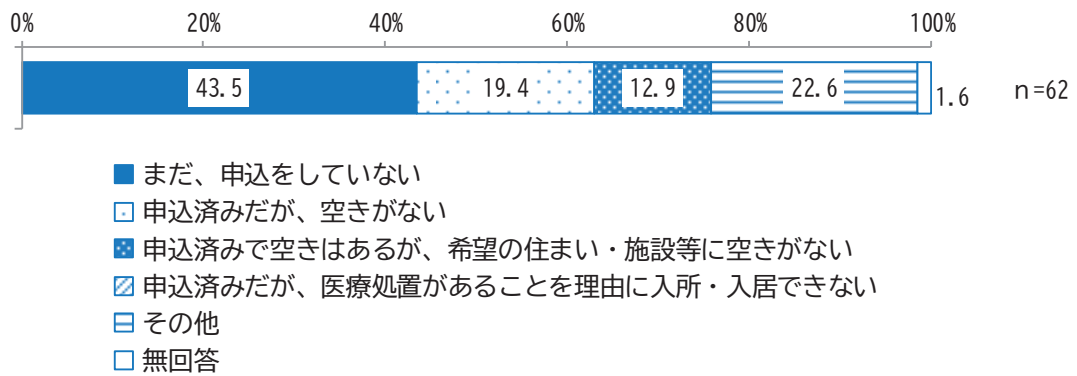 0% 20% 40% 60% 80% 100%
43.5 19.4 12.9 22.6 1.6 n=62
まだ、申込をしていない
申込済みだが、空きがない
申込済みで空きはあるが、希望の住まい・施設等に空きがない
申込済みだが、医療処置があることを理由に入所・入居できない
その他
無回答